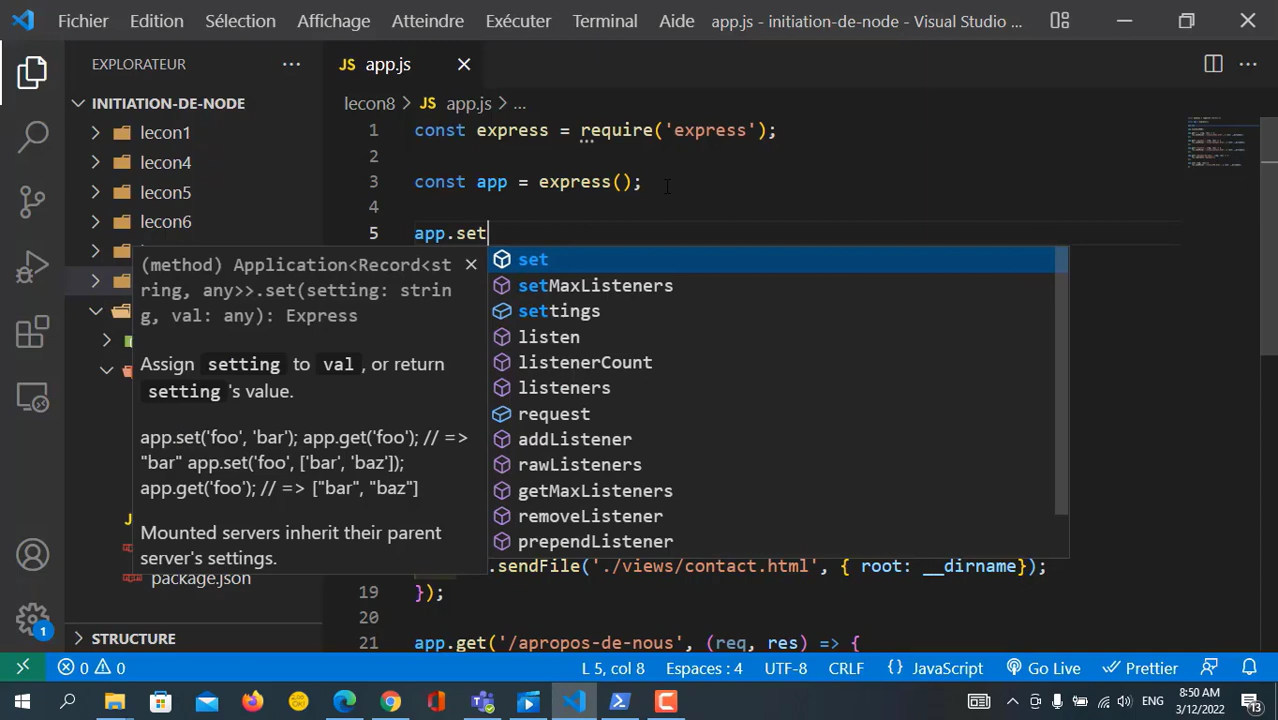 Fichier Edition Sélection Affichage Atteindre Exécuter Terminal Aide app.js - initiation-de-node - Visual Studio ...
EXPLORATEUR
INITIATION-DE-NODE
lecon1
lecon4
lecon5
lecon6
package.json
STRUCTURE
JS app.js
lecon8 > JS app.js > ...
1 const express = require('express');
2
3 const app = express();
4
5 app.set
(method) Application<Record<st
ring, any>>.set(setting: strin
g, val: any): Express
Assign setting to val, or return
setting's value.
app.set('foo', 'bar'); app.get('foo'); // =>
"bar" app.set('foo', ['bar', 'baz']);
app.get('foo'); // => ["bar", "baz"]
Mounted servers inherit their parent
server's settings.
set
setMaxListeners
settings
listen
listenerCount
listeners
request
addListener
rawListeners
getMaxListeners
removeListener
prependListener
.sendFile('./views/contact.html', { root: __dirname});
19 });
20
21 app.get('/apropos-de-nous', (req, res) => {
1
0 0 L 5, col 8 Espaces : 4 UTF-8 CRLF {} JavaScript Go Live Prettier
ENG 8:50 AM
3/12/2022
13